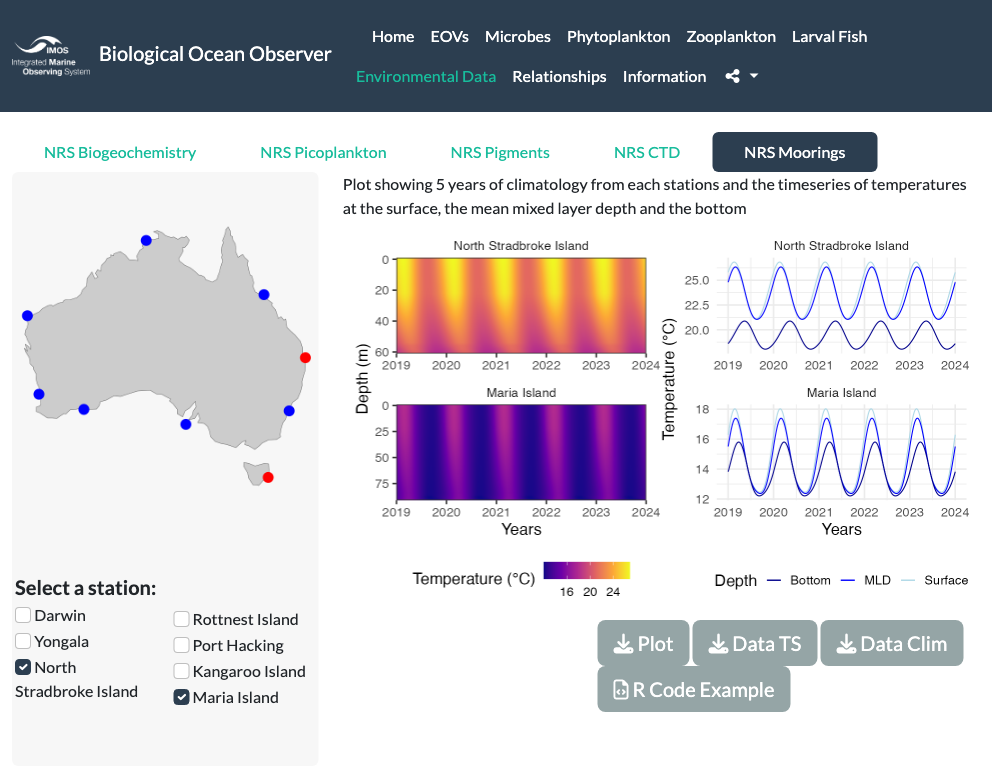 IMOS
Integrated Marine
Observing System
Biological Ocean Observer
Home EOVs Microbes Phytoplankton Zooplankton Larval Fish
Environmental Data Relationships Information
NRS Biogeochemistry NRS Picoplankton NRS Pigments NRS CTD NRS Moorings
Plot showing 5 years of climatology from each stations and the timeseries of temperatures
at the surface, the mean mixed layer depth and the bottom
North Stradbroke Island
0
20
40
60
2019 2020 2021 2022 2023 2024
Maria Island
0
25
50
75
2019 2020 2021 2022 2023 2024
Depth (m)
Years
Temperature (°C)
16 20 24
North Stradbroke Island
25.0
22.5
20.0
2019 2020 2021 2022 2023 2024
Maria Island
18
16
14
12
2019 2020 2021 2022 2023 2024
Temperature (°C)
Years
Depth Bottom MLD Surface
Select a station:
Darwin
Yongala
North
Stradbroke Island
Rottnest Island
Port Hacking
Kangaroo Island
Maria Island
Plot Data TS Data Clim
R Code Example